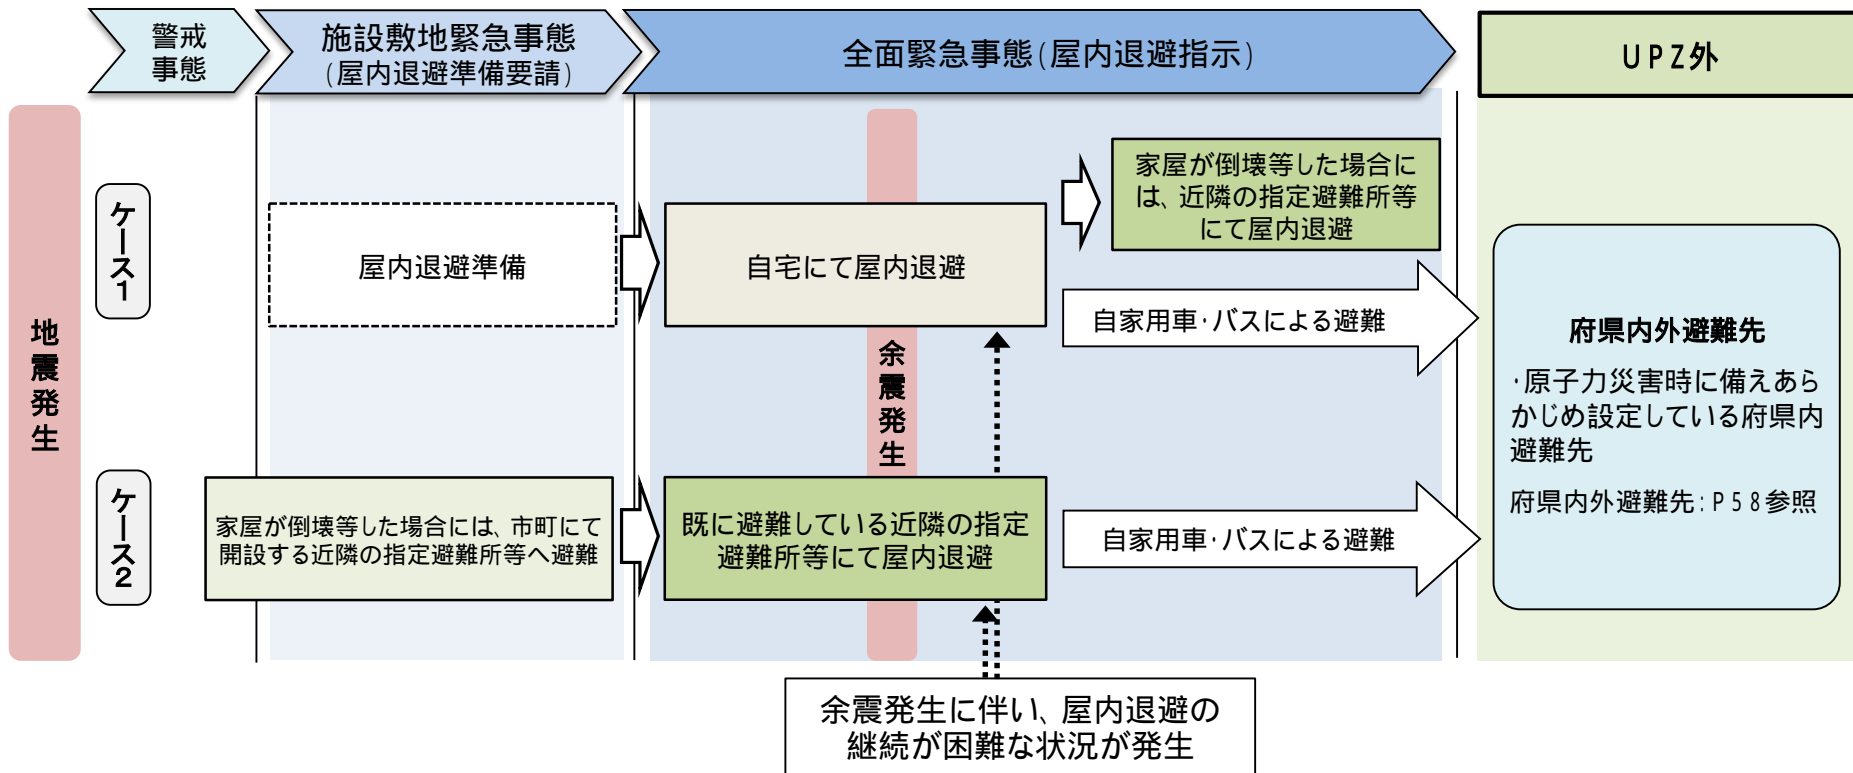 警戒
事態
施設敷地緊急事態
(屋内退避準備要請)
全面緊急事態(屋内退避指示)
UPZ外
地震発生
ケース1
屋内退避準備
自宅にて屋内退避
家屋が倒壊等した場合に
は、近隣の指定避難所等
にて屋内退避
自家用車・バスによる避難
余震発生
府県内外避難先
・原子力災害時に備えあら
かじめ設定している府県内
避難先
府県内外避難先:P58参照
ケース2
家屋が倒壊等した場合には、市町にて
開設する近隣の指定避難所等へ避難
既に避難している近隣の指定
避難所等にて屋内退避
自家用車・バスによる避難
余震発生に伴い、屋内退避の
継続が困難な状況が発生